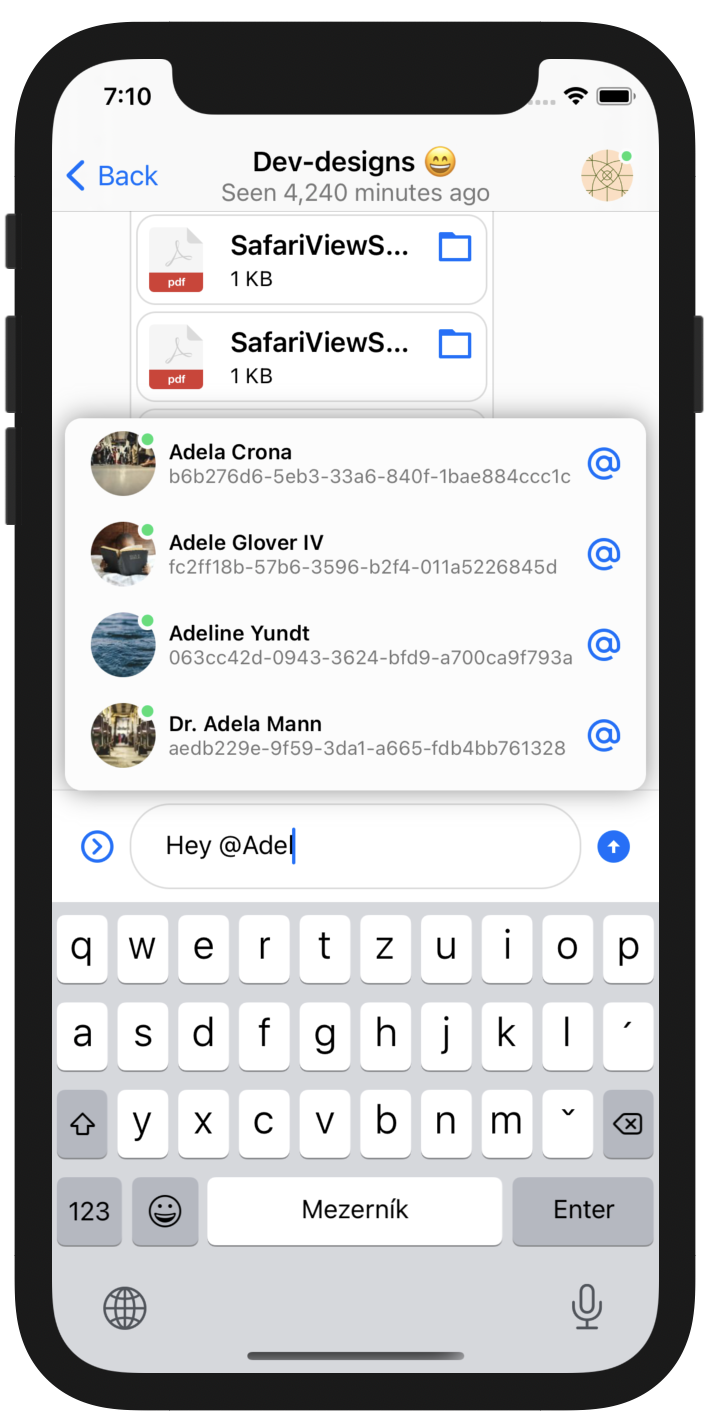 7:10
Back
Dev-designs 😄
Seen 4,240 minutes ago
SafariViewS...
pdf
1 KB
SafariViewS...
pdf
1 KB
Adela Crona
b6b276d6-5eb3-33a6-840f-1bae884ccc1c
@
Adele Glover IV
fc2ff18b-57b6-3596-b2f4-011a5226845d
@
Adeline Yundt
063cc42d-0943-3624-bfd9-a700ca9f793a
@
Dr. Adela Mann
aedb229e-9f59-3da1-a665-fdb4bb761328
@
Hey @Adel
q w e r t z u i o p
a s d f g h j k l ´
y x c v b n m ˇ
123 Mezerník Enter